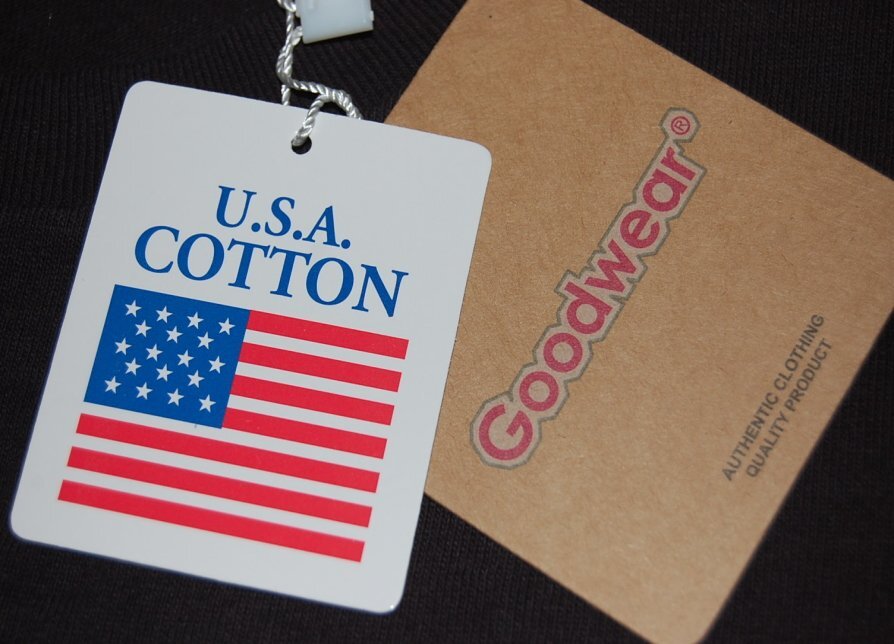 U.S.A.
COTTON
Goodwear®
AUTHENTIC CLOTHING
QUALITY PRODUCT